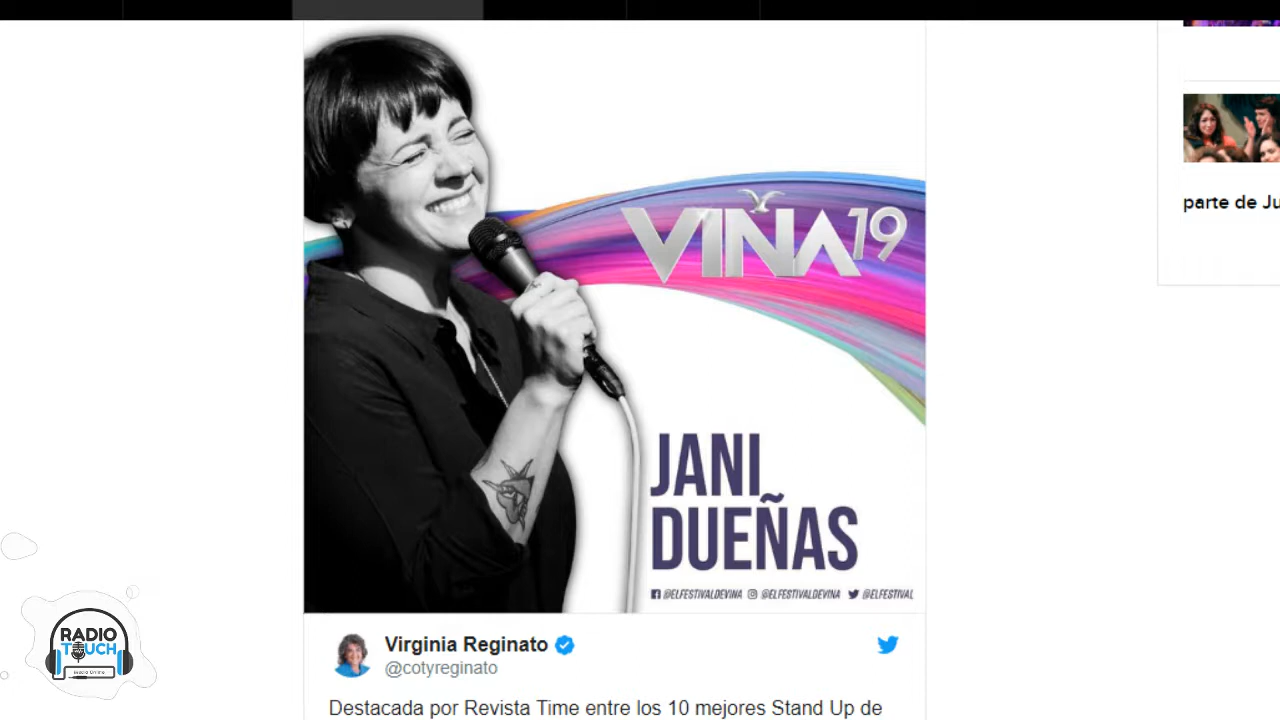 VIÑA19
parte de Ju
JANI
DUEÑAS
@ELFESTIVALDEVINA @ELFESTIVALDEVINA @ELFESTIVAL
Virginia Reginato
@cotyreginato
Destacada por Revista Time entre los 10 mejores Stand Up de
RADIO
TOUCH